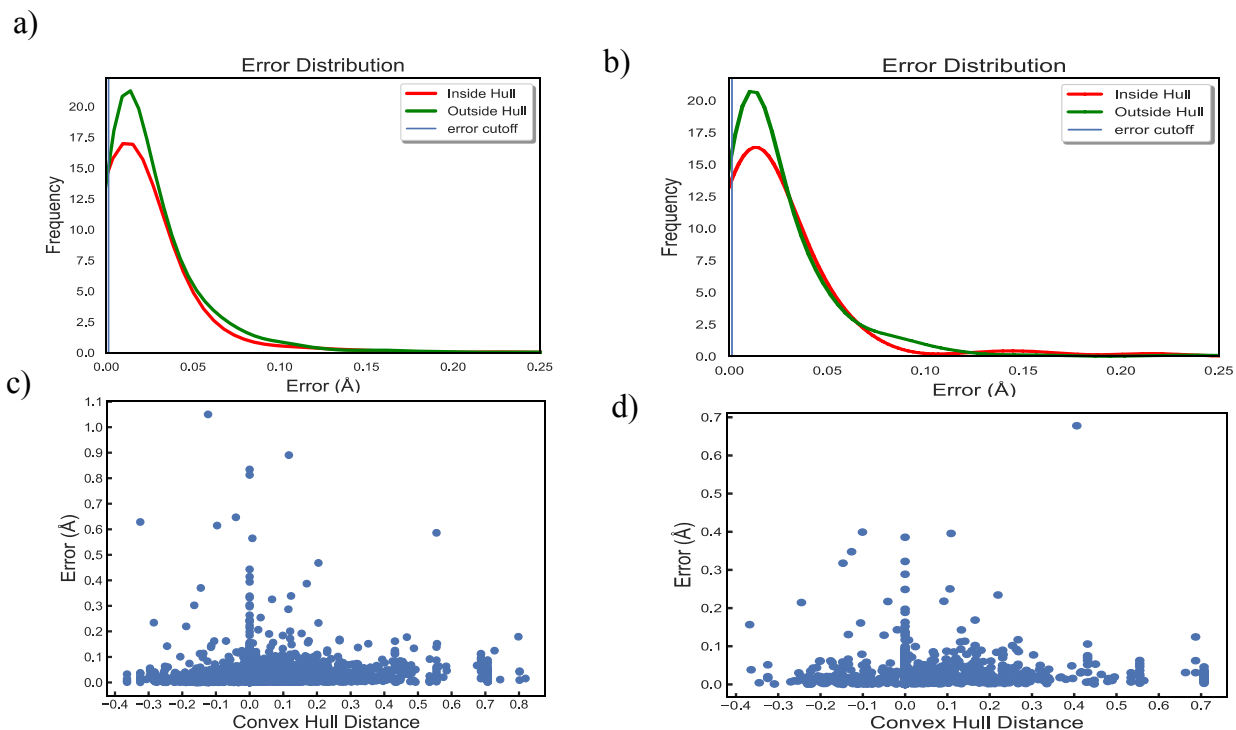 a)
Error Distribution
Inside Hull
Outside Hull
error cutoff
20.0
17.5
15.0
12.5
10.0
7.5
5.0
2.5
0.0
Frequency
0.00 0.05 0.10 0.15 0.20 0.25
Error (Å)
b)
Error Distribution
Inside Hull
Outside Hull
error cutoff
20.0
17.5
15.0
12.5
10.0
7.5
5.0
2.5
0.0
Frequency
0.00 0.05 0.10 0.15 0.20 0.25
Error (Å)
c)
1.1
1.0
0.9
0.8
0.7
0.6
0.5
0.4
0.3
0.2
0.1
0.0
Error (Å)
−0.4 −0.3 −0.2 −0.1 0.0 0.1 0.2 0.3 0.4 0.5 0.6 0.7 0.8
Convex Hull Distance
d)
0.7
0.6
0.5
0.4
0.3
0.2
0.1
0.0
Error (Å)
−0.4 −0.3 −0.2 −0.1 0.0 0.1 0.2 0.3 0.4 0.5 0.6 0.7
Convex Hull Distance